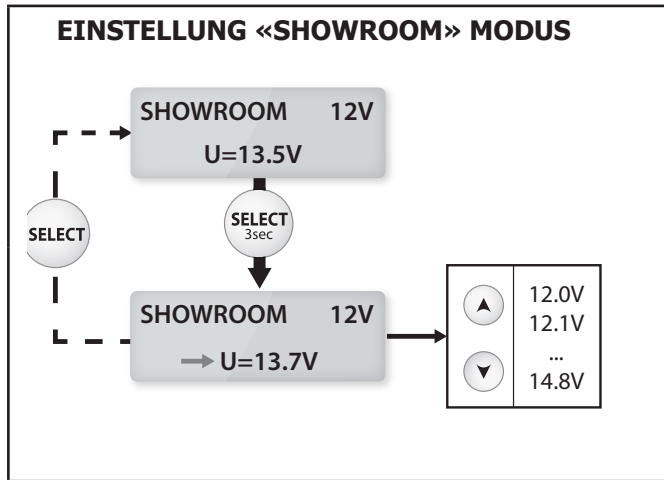 EINSTELLUNG «SHOWROOM» MODUS
SHOWROOM 12V
U=13.5V
SELECT
SELECT
3sec
SHOWROOM 12V
U=13.7V
12.0V
12.1V
...
14.8V